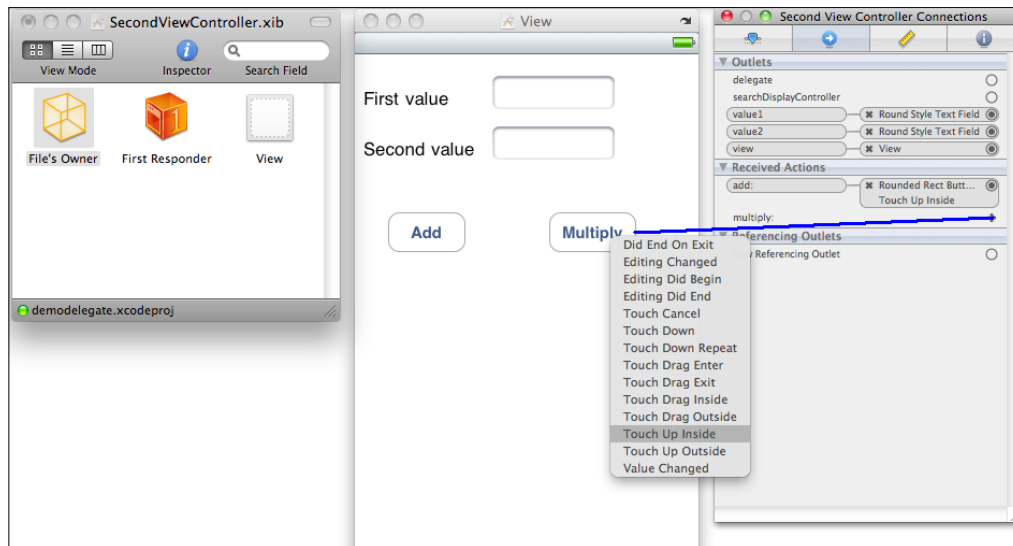 SecondViewController.xib
View Mode
Inspector
Search Field
File's Owner
First Responder
View
demodelegate.xcodeproj
View
First value
Second value
Add
Multiply
Did End On Exit
Editing Changed
Editing Did Begin
Editing Did End
Touch Cancel
Touch Down
Touch Down Repeat
Touch Drag Enter
Touch Drag Exit
Touch Drag Inside
Touch Drag Outside
Touch Up Inside
Touch Up Outside
Value Changed
Second View Controller Connections
Outlets
delegate
searchDisplayController
value1 Round Style Text Field
value2 Round Style Text Field
view View
Received Actions
add: Rounded Rect Butt...
Touch Up Inside
multiply:
Referencing Outlets
Referencing Outlet